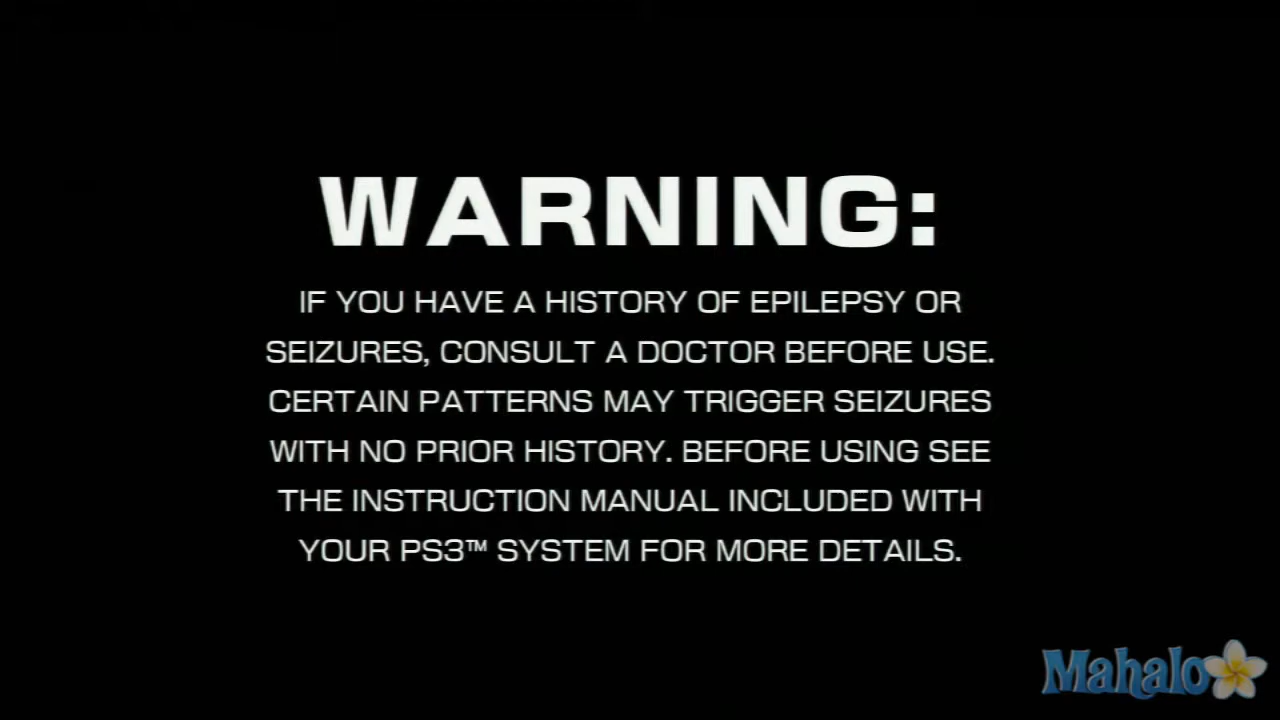 WARNING:
IF YOU HAVE A HISTORY OF EPILEPSY OR
SEIZURES, CONSULT A DOCTOR BEFORE USE.
CERTAIN PATTERNS MAY TRIGGER SEIZURES
WITH NO PRIOR HISTORY. BEFORE USING SEE
THE INSTRUCTION MANUAL INCLUDED WITH
YOUR PS3™ SYSTEM FOR MORE DETAILS.
Mahalo